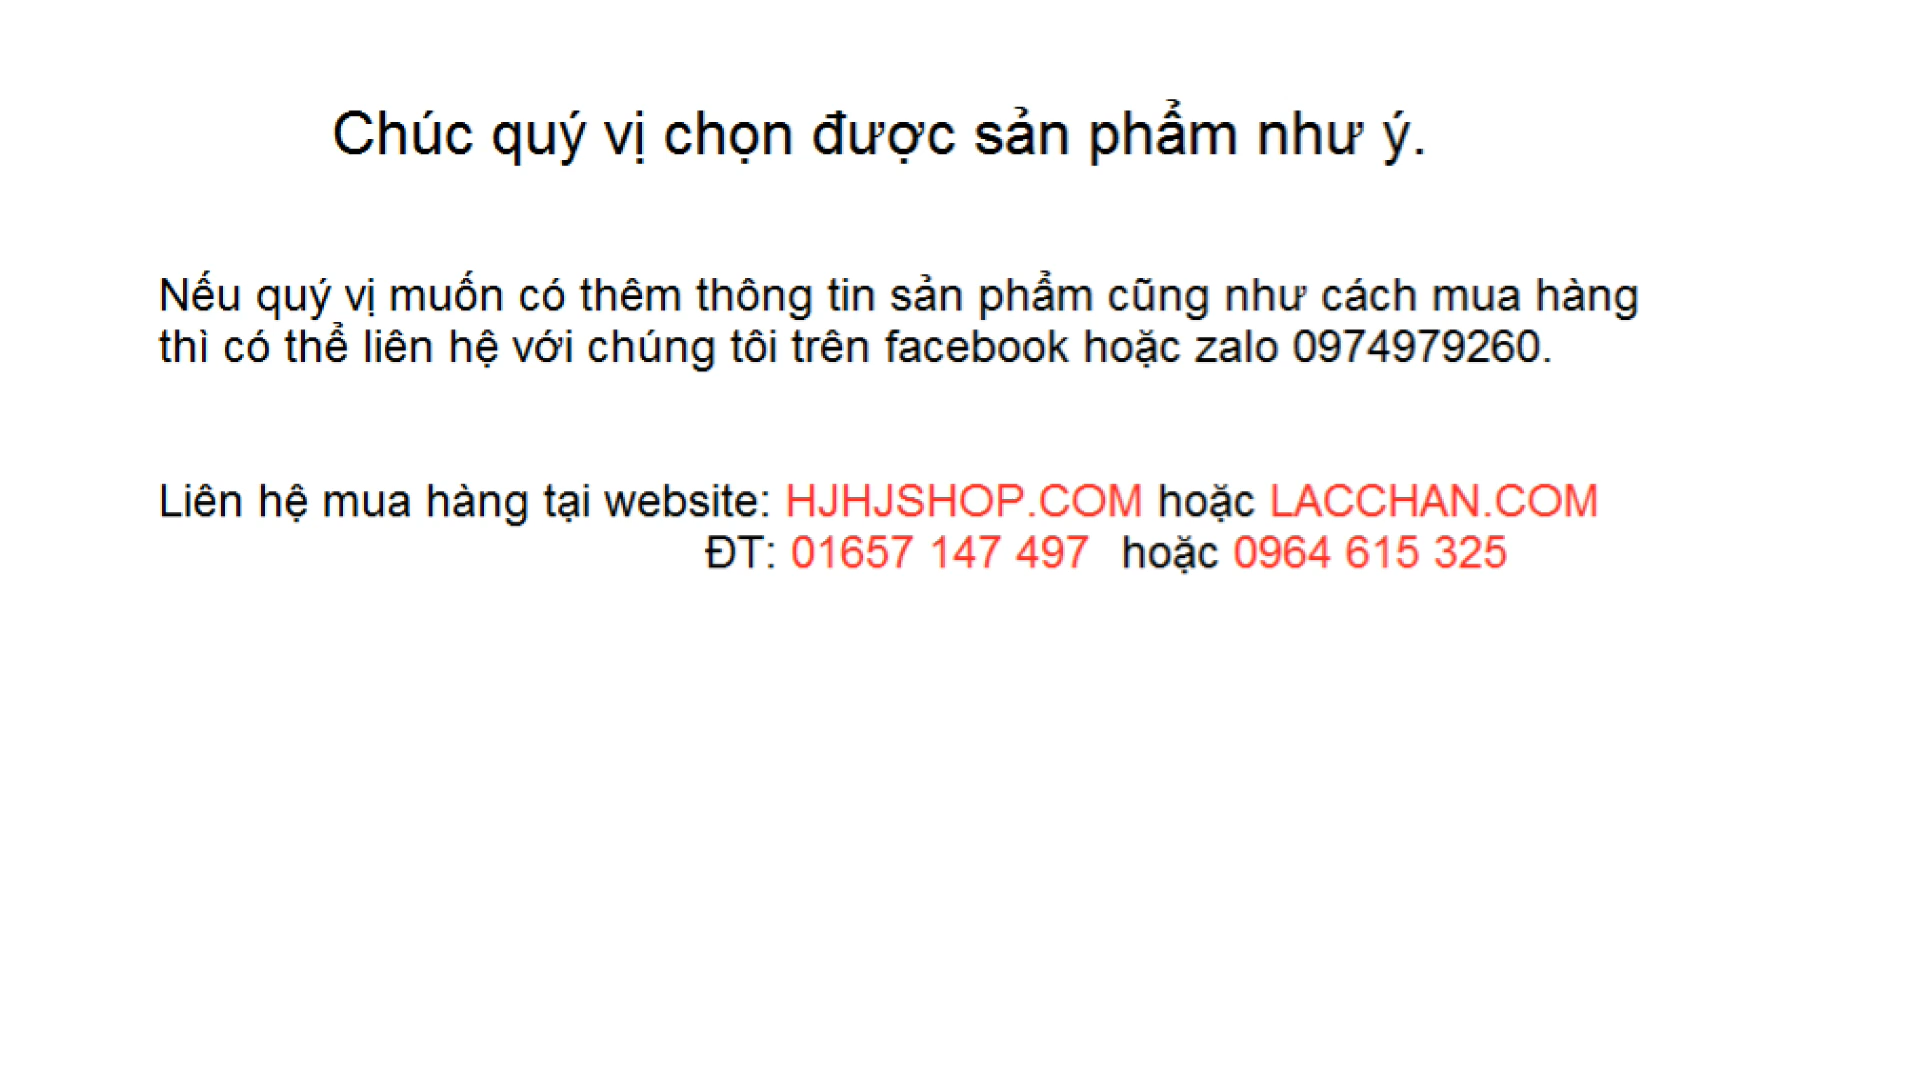 Chúc quý vị chọn được sản phẩm như ý.
Nếu quý vị muốn có thêm thông tin sản phẩm cũng như cách mua hàng
thì có thể liên hệ với chúng tôi trên facebook hoặc zalo 0974979260.
Liên hệ mua hàng tại website: HJHJSHOP.COM hoặc LACCHAN.COM
ĐT: 01657 147 497 hoặc 0964 615 325